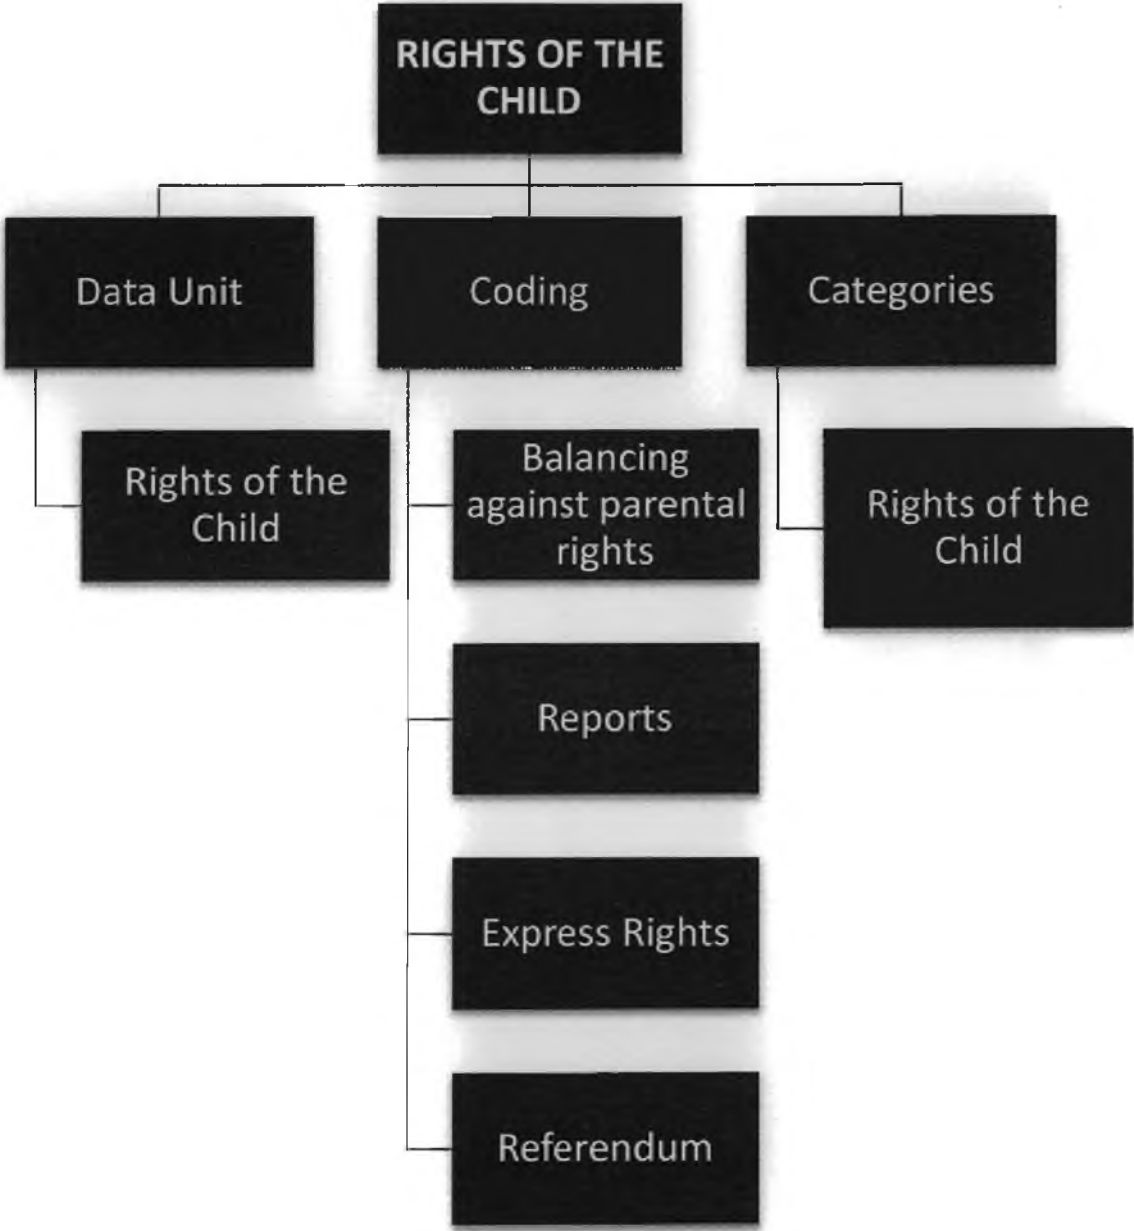 RIGHTS OF THE
CHILD
Data Unit
Coding
Categories
Rights of the
Child
Balancing
against parental
rights
Rights of the
Child
Reports
Express Rights
Referendum